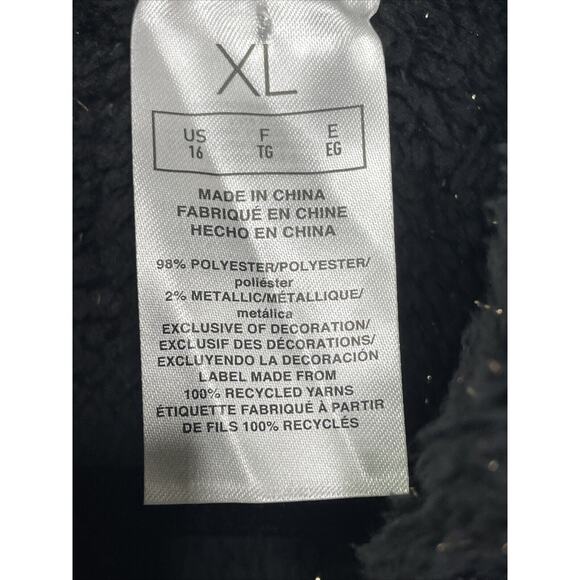 XL
US F E
16 TG EG
MADE IN CHINA
FABRIQUÉ EN CHINE
HECHO EN CHINA
98% POLYESTER/POLYESTER/
poliéster
2% METALLIC/MÉTALLIQUE/
metálica
EXCLUSIVE OF DECORATION/
EXCLUSIF DES DÉCORATIONS/
EXCLUYENDO LA DECORACIÓN
LABEL MADE FROM
100% RECYCLED YARNS
ÉTIQUETTE FABRIQUÉ À PARTIR
DE FILS 100% RECYCLÉS